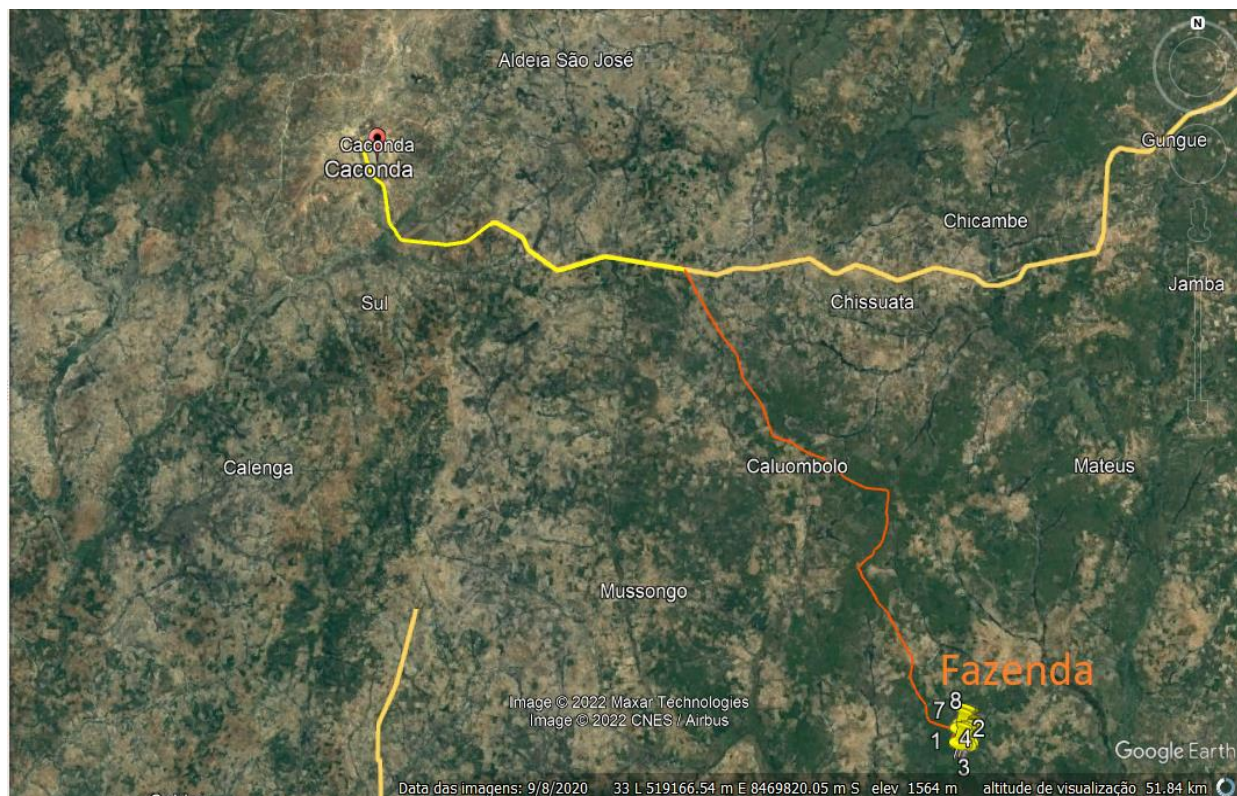 N
Aldeia São José
Caconda
Caconda
Gungue
Chicambe
Jamba
Sul
Chissuata
Calenga
Caluombolo
Mateus
Mussongo
Fazenda
8
7
2
1
4
3
Image © 2022 Maxar Technologies
Image © 2022 CNES / Airbus
Google Earth
Data das imagens: 9/8/2020 33 L 519166.54 m E 8469820.05 m S elev 1564 m altitude de visualização 51.84 km